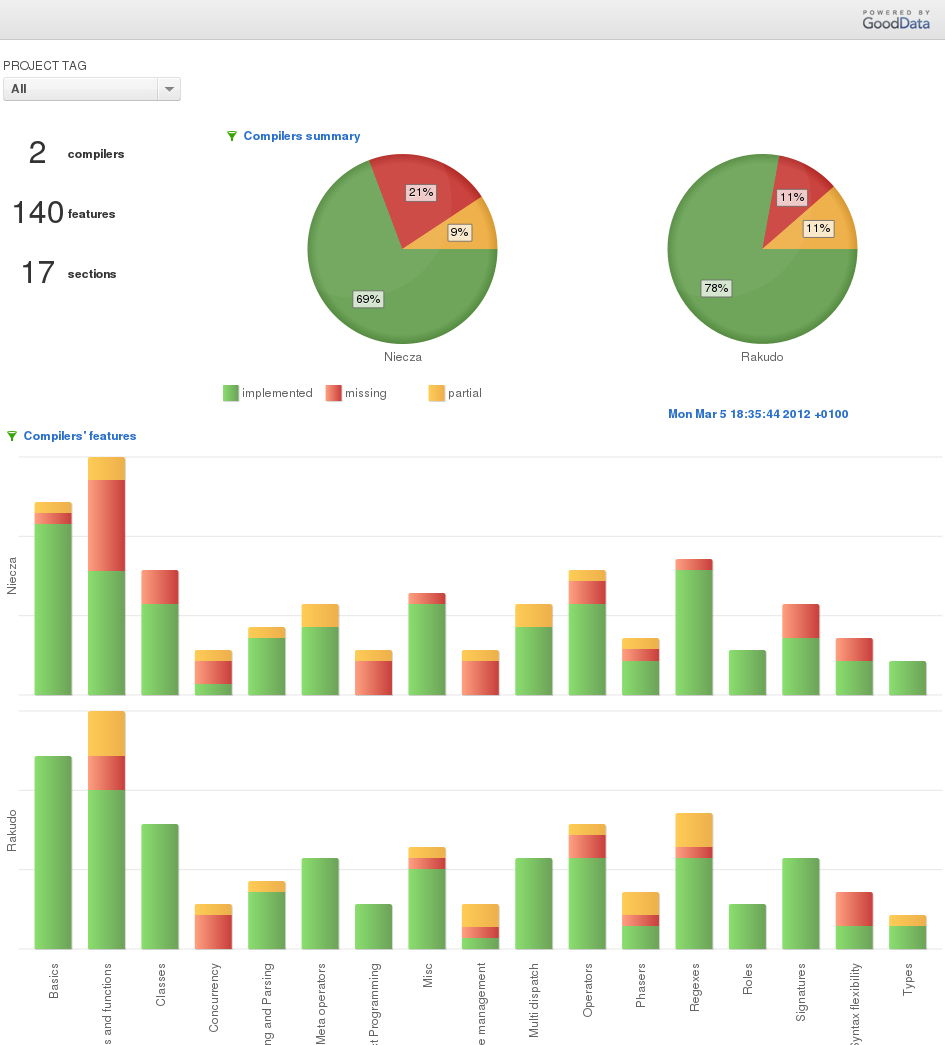 POWERED BY
GoodData
PROJECT TAG
All
2 compilers
140 features
17 sections
Compilers summary
21%
9%
69%
11%
11%
78%
Niecza
Rakudo
implemented missing partial
Mon Mar 5 18:35:44 2012 +0100
Compilers' features
Niecza
Rakudo
Basics
s and functions
Classes
Concurrency
ng and Parsing
Meta operators
ct Programming
Misc
e management
Multi dispatch
Operators
Phasers
Regexes
Roles
Signatures
Syntax flexibility
Types